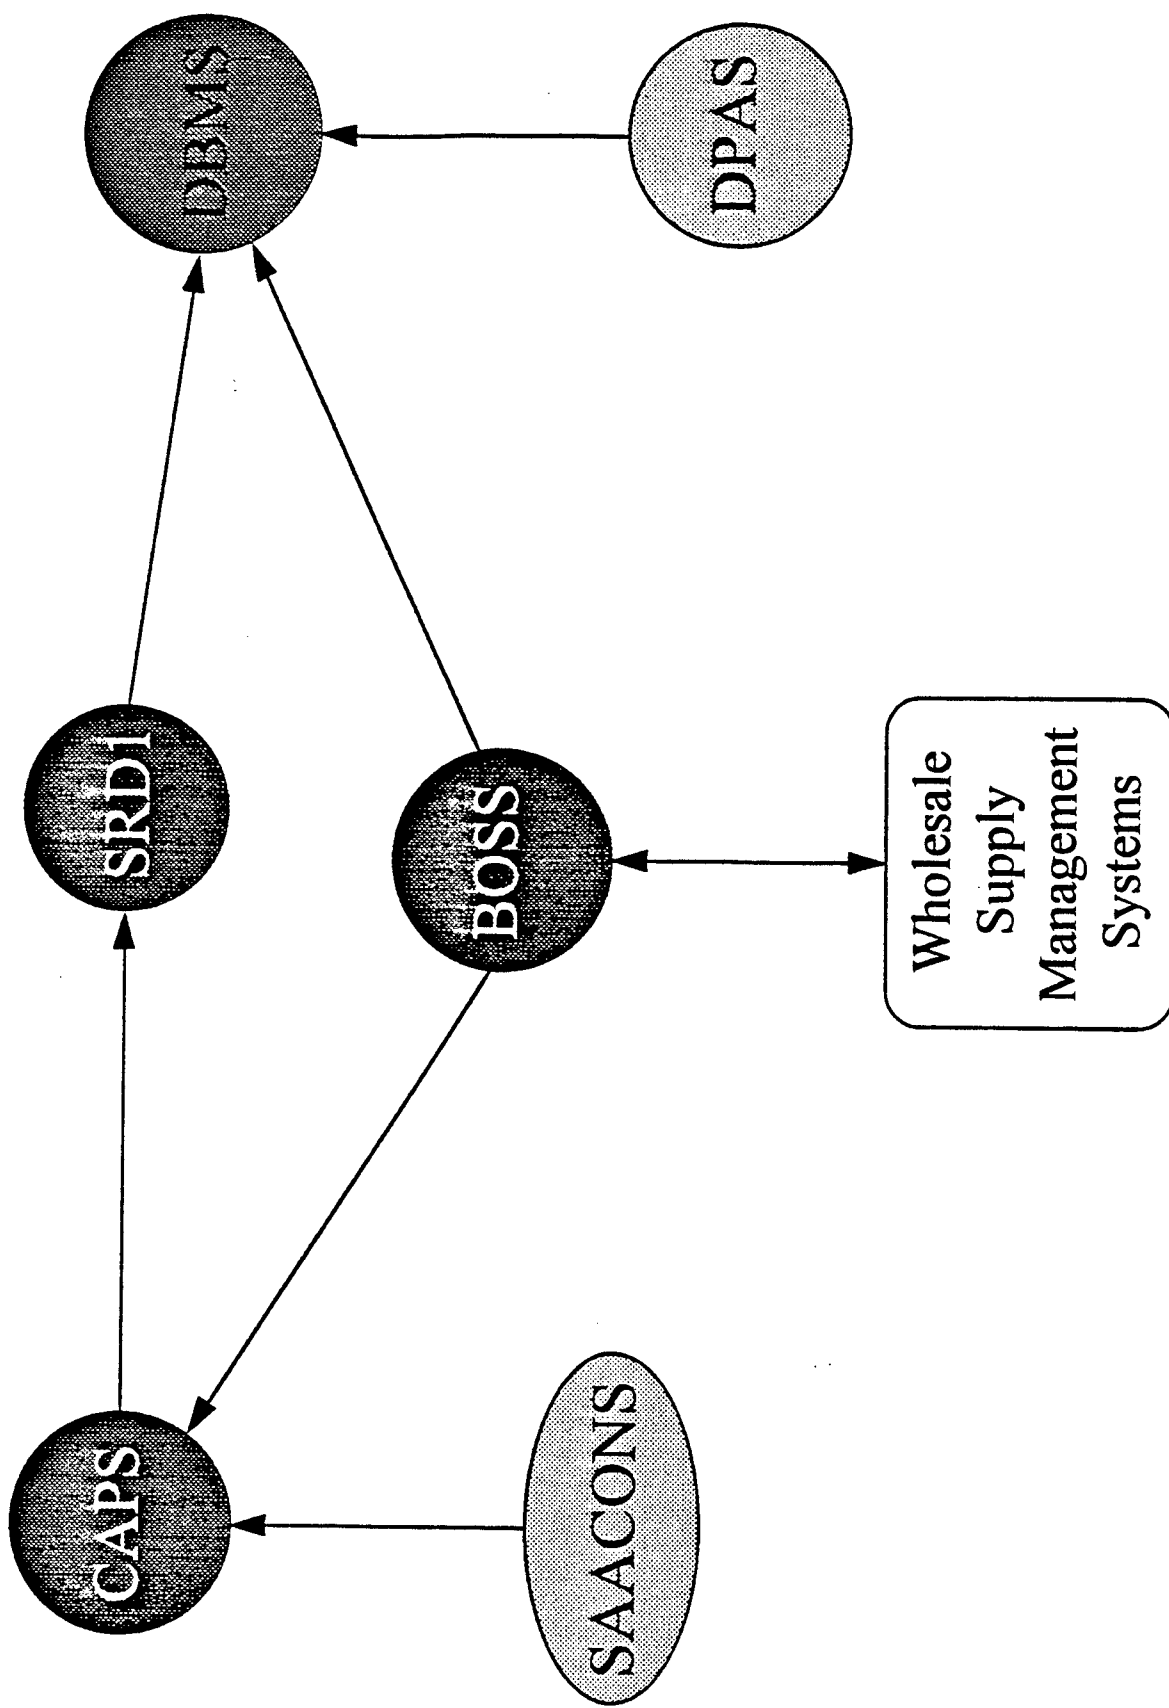 CAPS
SRD1
DBMS
BOSS
SAACONS
DPAS
Wholesale
Supply
Management
Systems